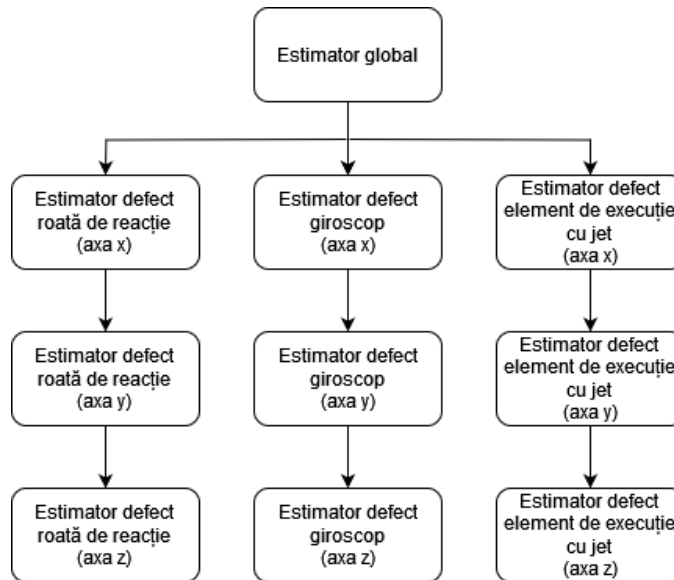 Estimator global
Estimator defect
roată de reacție
(axa x)
Estimator defect
giroscop
(axa x)
Estimator defect
element de execuție
cu jet
(axa x)
Estimator defect
roată de reacție
(axa y)
Estimator defect
giroscop
(axa y)
Estimator defect
element de execuție
cu jet
(axa y)
Estimator defect
roată de reacție
(axa z)
Estimator defect
giroscop
(axa z)
Estimator defect
element de execuție
cu jet
(axa z)